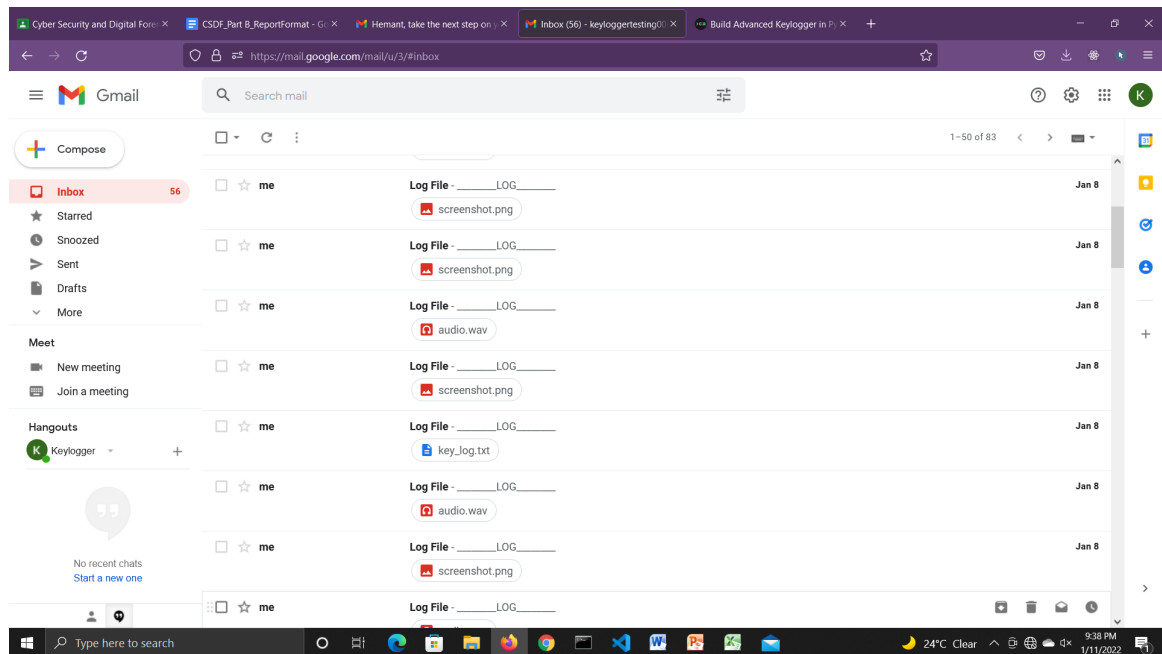 Cyber Security and Digital Foren
CSDF_Part B_ReportFormat - Go
Hemant, take the next step on y
Inbox (56) - keyloggertesting00
Build Advanced Keylogger in Py
https://mail.google.com/mail/u/3/#inbox
Gmail
Search mail
K
Compose
1–50 of 83
31
Inbox 56
Starred
Snoozed
Sent
Drafts
More
Meet
New meeting
Join a meeting
Hangouts
K Keylogger
No recent chats
Start a new one
me Log File - _______LOG_______ Jan 8
screenshot.png
me Log File - _______LOG_______ Jan 8
screenshot.png
me Log File - _______LOG_______ Jan 8
audio.wav
me Log File - _______LOG_______ Jan 8
screenshot.png
me Log File - _______LOG_______ Jan 8
key_log.txt
me Log File - _______LOG_______ Jan 8
audio.wav
me Log File - _______LOG_______ Jan 8
screenshot.png
me Log File - _______LOG_______
Type here to search
24°C Clear
9:38 PM
1/11/2022